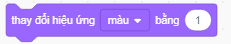 thay đổi hiệu ứng màu bằng 1